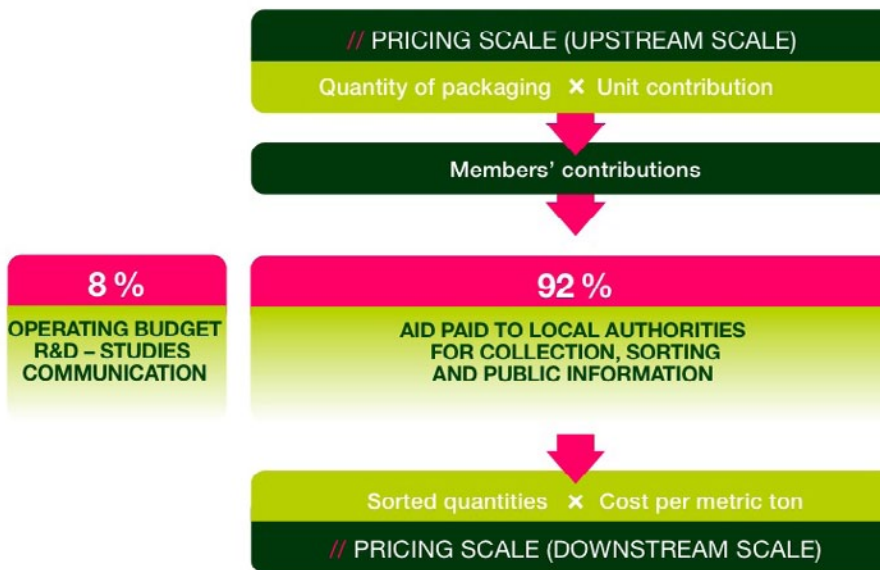 // PRICING SCALE (UPSTREAM SCALE)
Quantity of packaging × Unit contribution
Members' contributions
8 %
OPERATING BUDGET
R&D – STUDIES
COMMUNICATION
92 %
AID PAID TO LOCAL AUTHORITIES
FOR COLLECTION, SORTING
AND PUBLIC INFORMATION
Sorted quantities × Cost per metric ton
// PRICING SCALE (DOWNSTREAM SCALE)